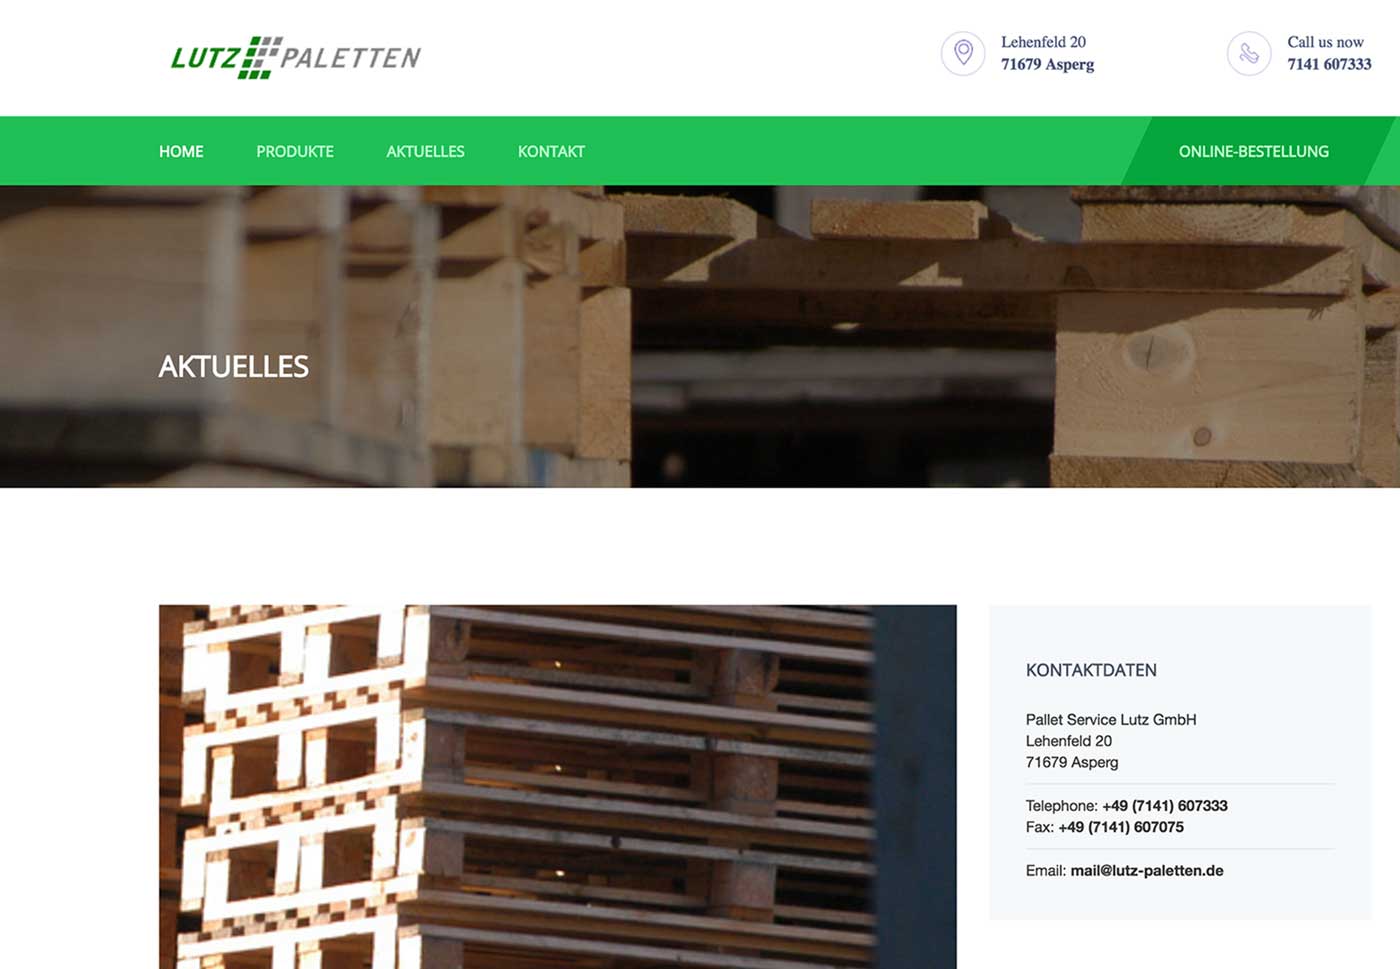 LUTZ PALETTEN
Lehenfeld 20
71679 Asperg
Call us now
7141 607333
HOME
PRODUKTE
AKTUELLES
KONTAKT
ONLINE-BESTELLUNG
AKTUELLES
KONTAKTDATEN
Pallet Service Lutz GmbH
Lehenfeld 20
71679 Asperg
Telephone: +49 (7141) 607333
Fax: +49 (7141) 607075
Email: mail@lutz-paletten.de